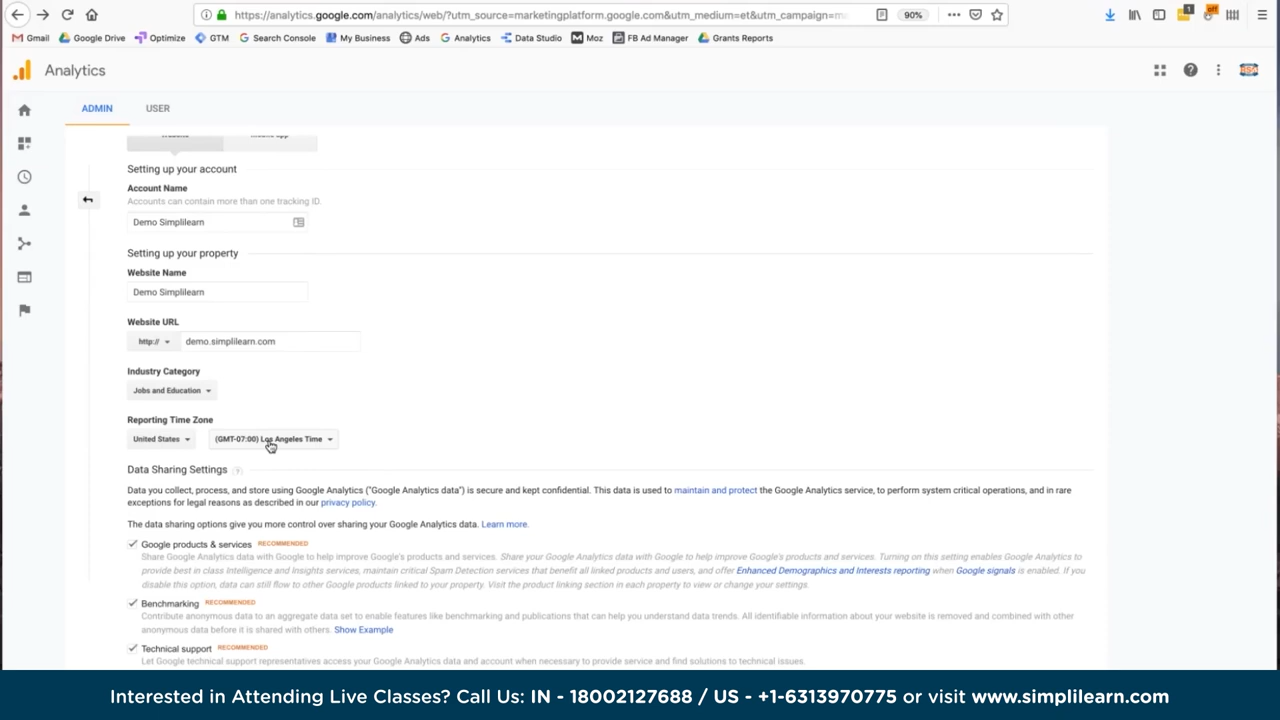 https://analytics.google.com/analytics/web/?utm_source=marketingplatform.google.com&utm_medium=et&utm_campaign=m
90%
1
off
Gmail Google Drive Optimize GTM Search Console My Business Ads Analytics Data Studio Moz FB Ad Manager Grants Reports
Analytics
ADMIN USER
Setting up your account
Account Name
Accounts can contain more than one tracking ID.
Demo Simplilearn
Setting up your property
Website Name
Demo Simplilearn
Website URL
http:// demo.simplilearn.com
Industry Category
Jobs and Education
Reporting Time Zone
United States (GMT-07:00) Los Angeles Time
Data Sharing Settings ?
Data you collect, process, and store using Google Analytics ("Google Analytics data") is secure and kept confidential. This data is used to maintain and protect the Google Analytics service, to perform system critical operations, and in rare
exceptions for legal reasons as described in our privacy policy.
The data sharing options give you more control over sharing your Google Analytics data. Learn more.
Google products & services RECOMMENDED
Share Google Analytics data with Google to help improve Google's products and services. Share your Google Analytics data with Google to help improve Google's products and services. Turning on this setting enables Google Analytics to
provide best in class Intelligence and Insights services, maintain critical Spam Detection services that benefit all linked products and users, and offer Enhanced Demographics and Interests reporting when Google signals is enabled. If you
disable this option, data can still flow to other Google products linked to your property. Visit the product linking section in each property to view or change your settings.
Benchmarking RECOMMENDED
Contribute anonymous data to an aggregate data set to enable features like benchmarking and publications that can help you understand data trends. All identifiable information about your website is removed and combined with other
anonymous data before it is shared with others. Show Example
Technical support RECOMMENDED
Let Google technical support representatives access your Google Analytics data and account when necessary to provide service and find solutions to technical issues.
Interested in Attending Live Classes? Call Us: IN - 18002127688 / US - +1-6313970775 or visit www.simplilearn.com